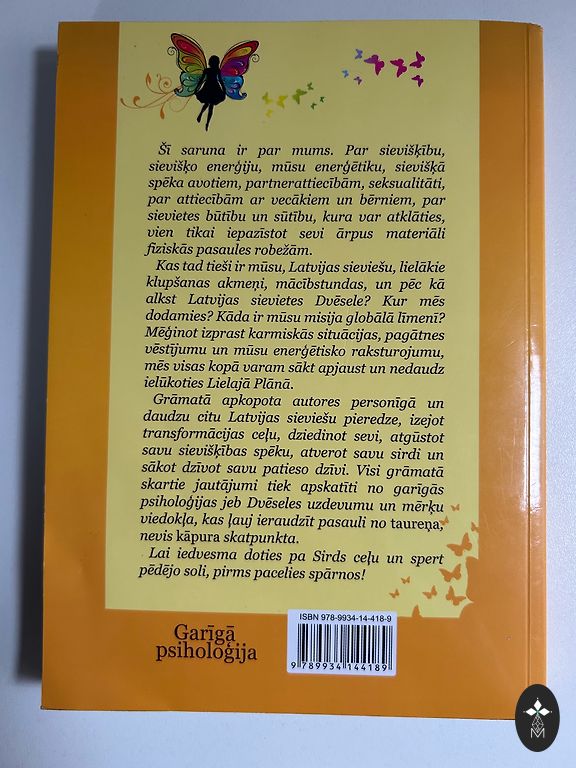 Šī saruna ir par mums. Par sievišķību,
sievišķo enerģiju, mūsu enerģētiku, sievišķā
spēka avotiem, partnerattiecībām, seksualitāti,
par attiecībām ar vecākiem un bērniem, par
sievietes būtību un sūtību, kura var atklāties,
vien tikai iepazīstot sevi ārpus materiāli
fiziskās pasaules robežām.
Kas tad tieši ir mūsu, Latvijas sieviešu, lielākie
klupšanas akmeņi, mācībstundas, un pēc kā
alkst Latvijas sievietes Dvēsele? Kur mēs
dodamies? Kāda ir mūsu misija globālā līmenī?
Mēģinot izprast karmiskās situācijas, pagātnes
vēstījumu un mūsu enerģētisko raksturojumu,
mēs visas kopā varam sākt apjaust un nedaudz
ielūkoties Lielajā Plānā.
Grāmatā apkopota autores personīgā un
daudzu citu Latvijas sieviešu pieredze, izejot
transformācijas ceļu, dziedinot sevi, atgūstot
savu sievišķības spēku, atverot savu sirdi un
sākot dzīvot savu patieso dzīvi. Visi grāmatā
skartie jautājumi tiek apskatīti no garīgās
psiholoģijas jeb Dvēseles uzdevumu un mērķu
viedokļa, kas ļauj ieraudzīt pasauli no taureņa,
nevis kāpura skatpunkta.
Lai iedvesma doties pa Sirds ceļu un spert
pēdējo soli, pirms pacelies spārnos!
ISBN 978-9934-14-418-9
9 789934 144189
Garīgā
psiholoģija
M